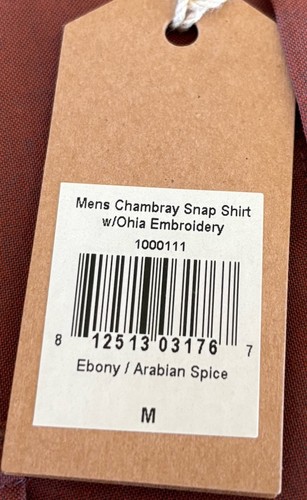 Mens Chambray Snap Shirt
w/Ohia Embroidery
1000111
8 12513 03176 7
Ebony / Arabian Spice
M